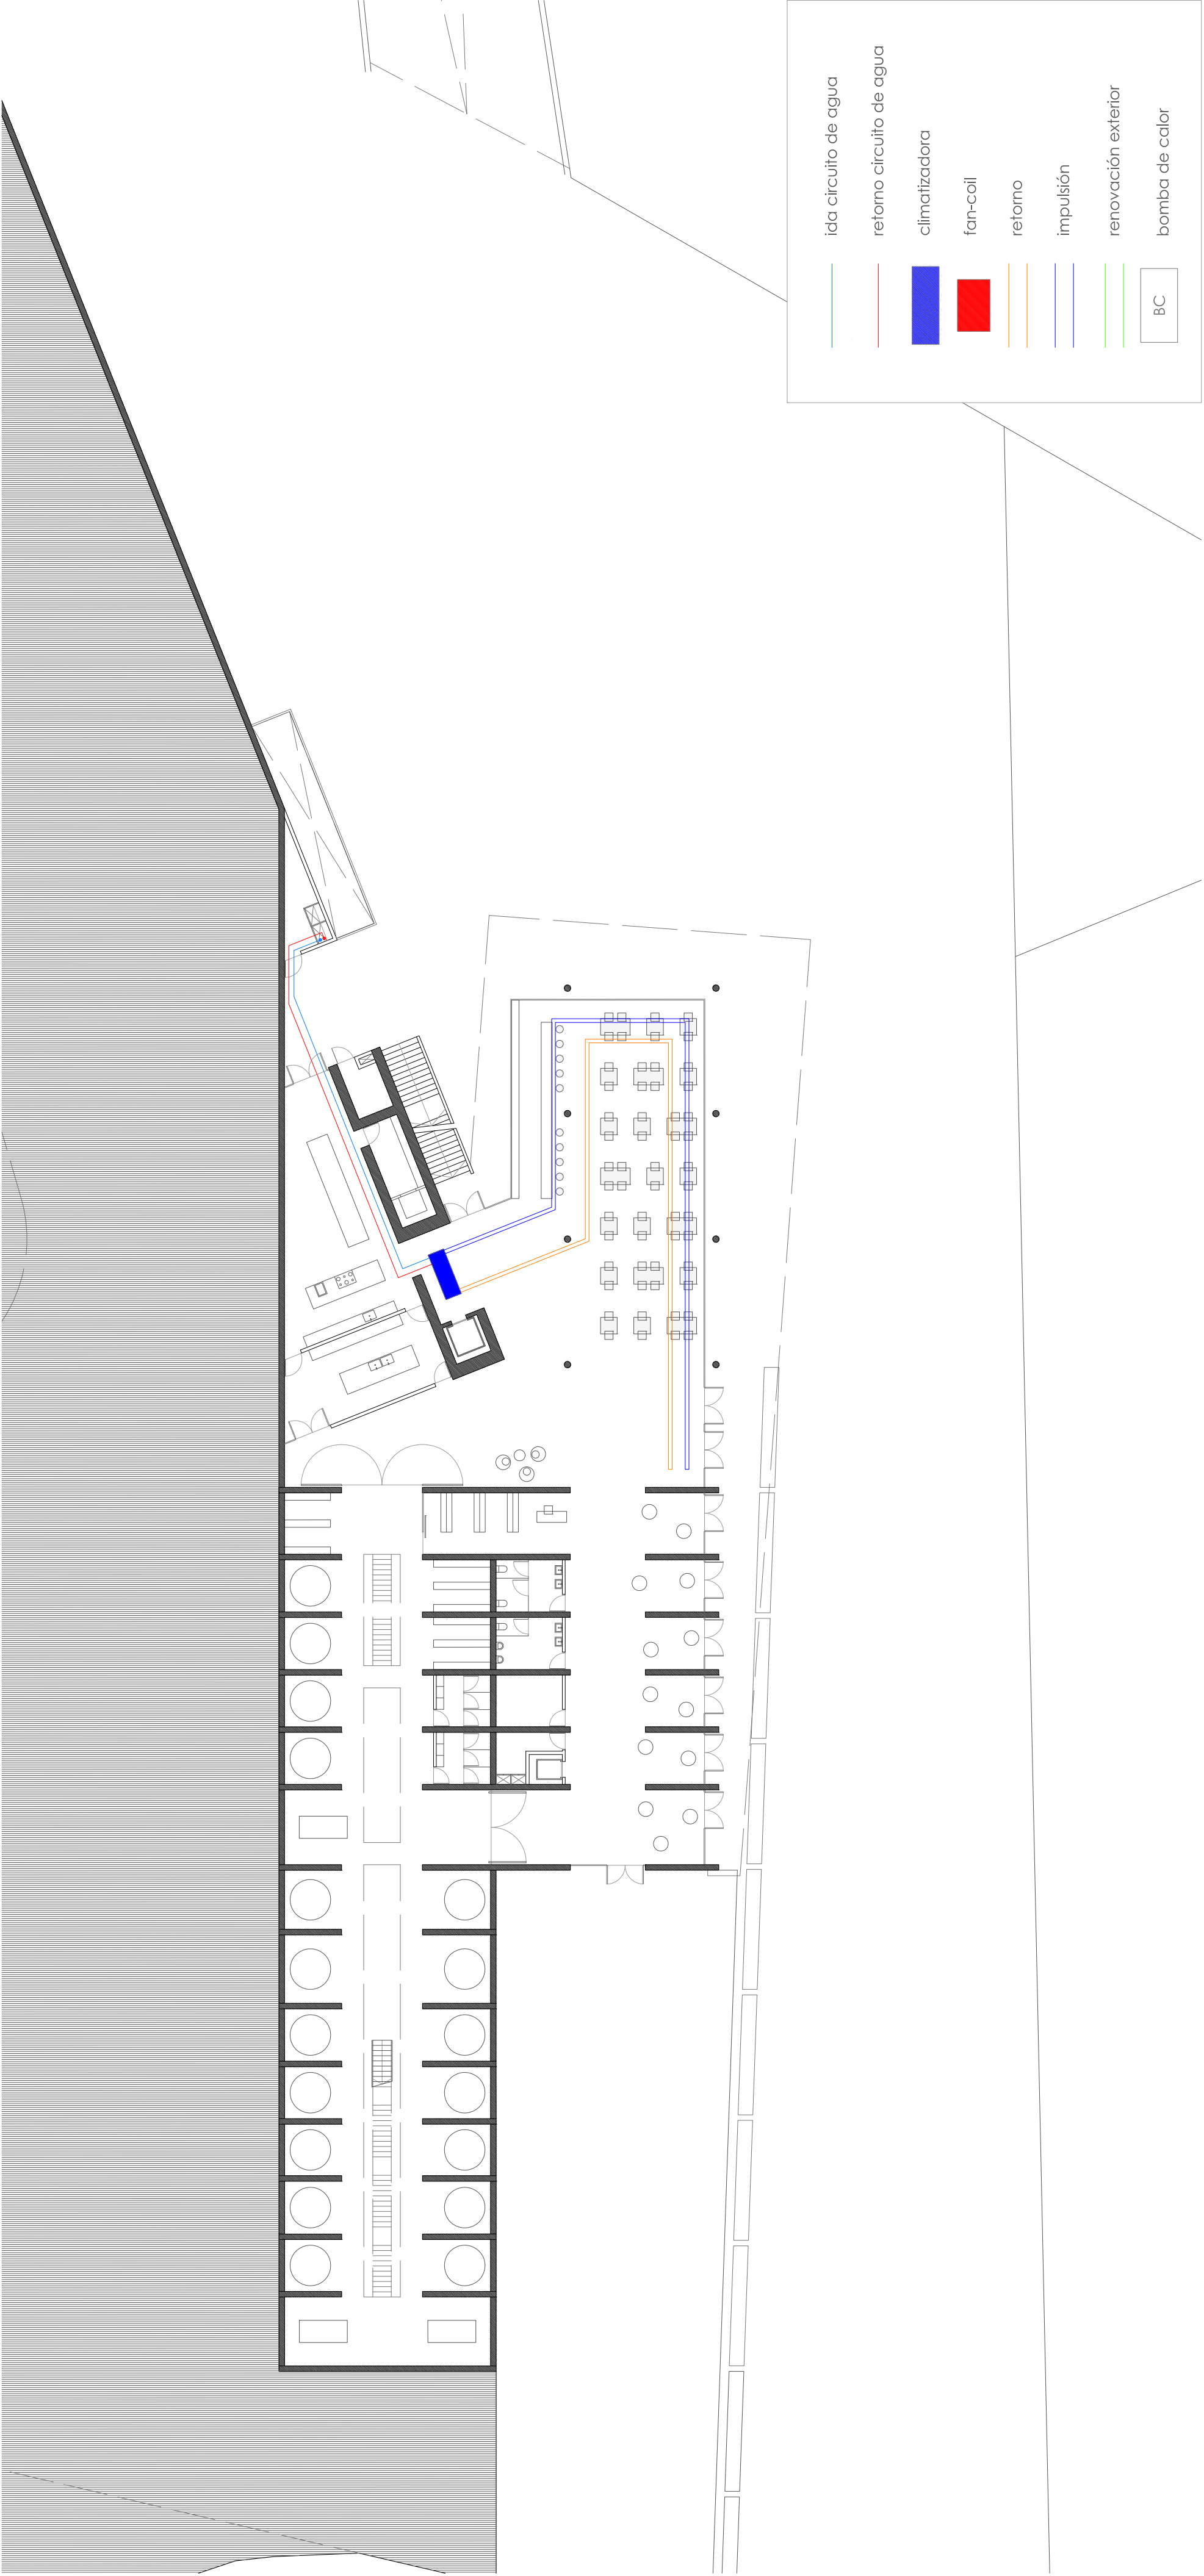 ida circuito de agua
retorno circuito de agua
climatizadora
fan-coil
retorno
impulsión
renovación exterior
BC bomba de calor